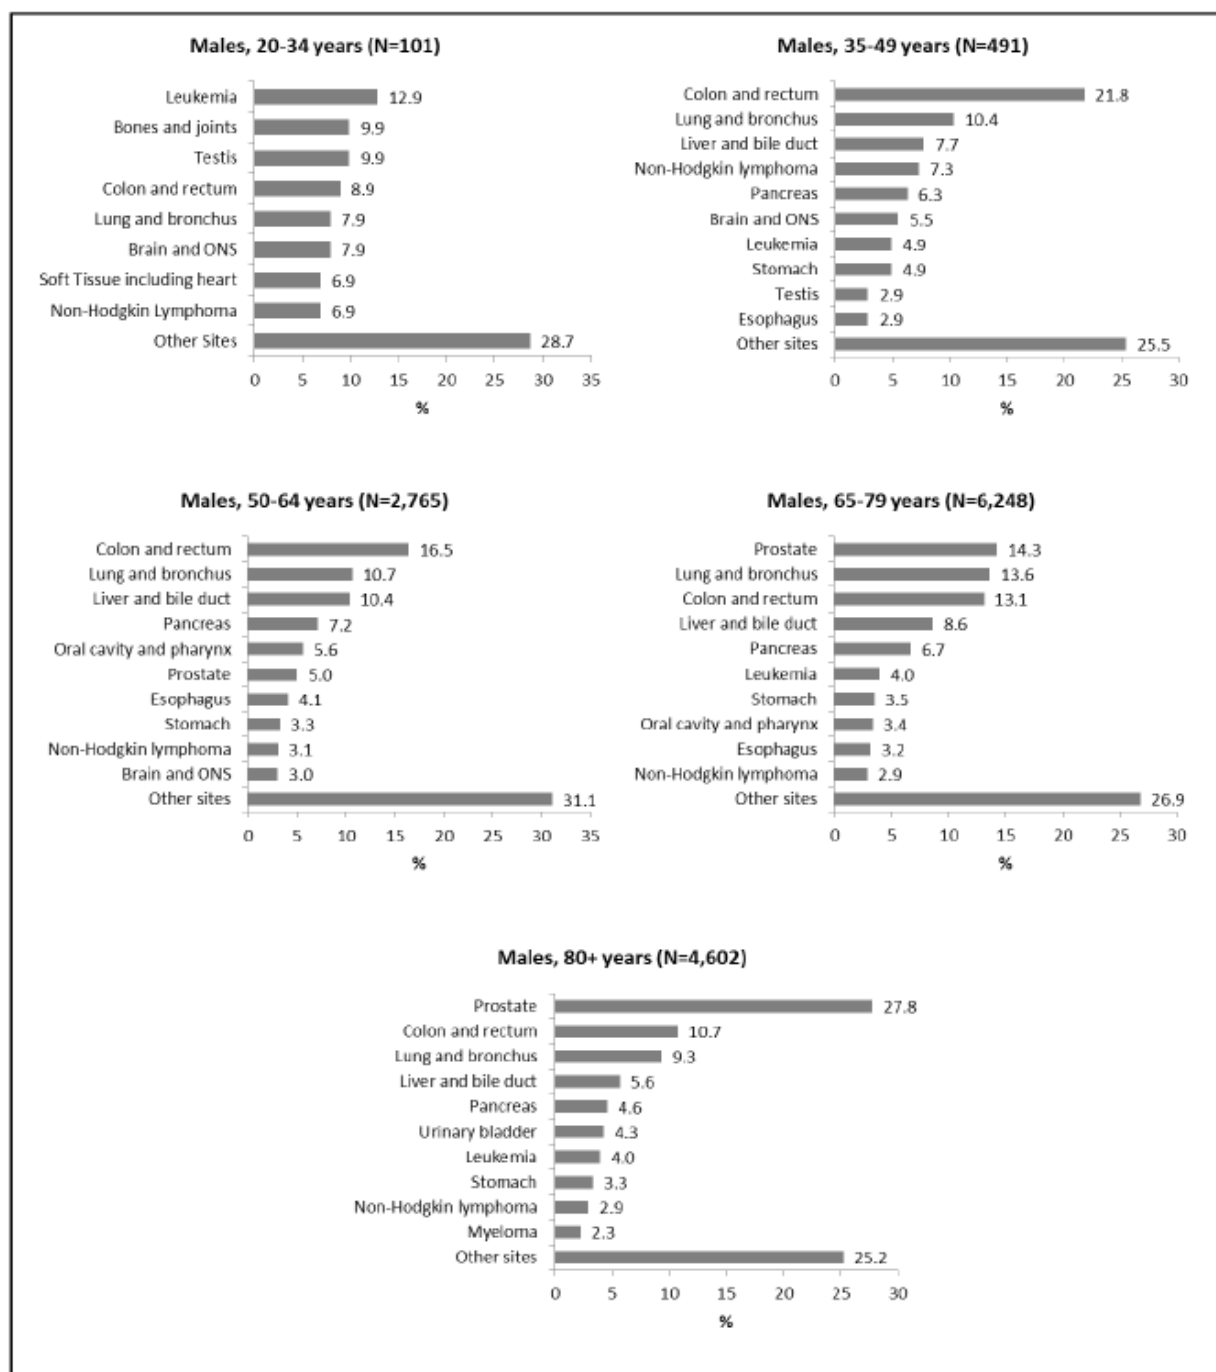 Males, 20-34 years (N=101)
Leukemia 12.9
Bones and joints 9.9
Testis 9.9
Colon and rectum 8.9
Lung and bronchus 7.9
Brain and ONS 7.9
Soft Tissue including heart 6.9
Non-Hodgkin Lymphoma 6.9
Other Sites 28.7
0 5 10 15 20 25 30 35
%
Males, 35-49 years (N=491)
Colon and rectum 21.8
Lung and bronchus 10.4
Liver and bile duct 7.7
Non-Hodgkin lymphoma 7.3
Pancreas 6.3
Brain and ONS 5.5
Leukemia 4.9
Stomach 4.9
Testis 2.9
Esophagus 2.9
Other sites 25.5
0 5 10 15 20 25 30
%
Males, 50-64 years (N=2,765)
Colon and rectum 16.5
Lung and bronchus 10.7
Liver and bile duct 10.4
Pancreas 7.2
Oral cavity and pharynx 5.6
Prostate 5.0
Esophagus 4.1
Stomach 3.3
Non-Hodgkin lymphoma 3.1
Brain and ONS 3.0
Other sites 31.1
0 5 10 15 20 25 30 35
%
Males, 65-79 years (N=6,248)
Prostate 14.3
Lung and bronchus 13.6
Colon and rectum 13.1
Liver and bile duct 8.6
Pancreas 6.7
Leukemia 4.0
Stomach 3.5
Oral cavity and pharynx 3.4
Esophagus 3.2
Non-Hodgkin lymphoma 2.9
Other sites 26.9
0 5 10 15 20 25 30
%
Males, 80+ years (N=4,602)
Prostate 27.8
Colon and rectum 10.7
Lung and bronchus 9.3
Liver and bile duct 5.6
Pancreas 4.6
Urinary bladder 4.3
Leukemia 4.0
Stomach 3.3
Non-Hodgkin lymphoma 2.9
Myeloma 2.3
Other sites 25.2
0 5 10 15 20 25 30
%